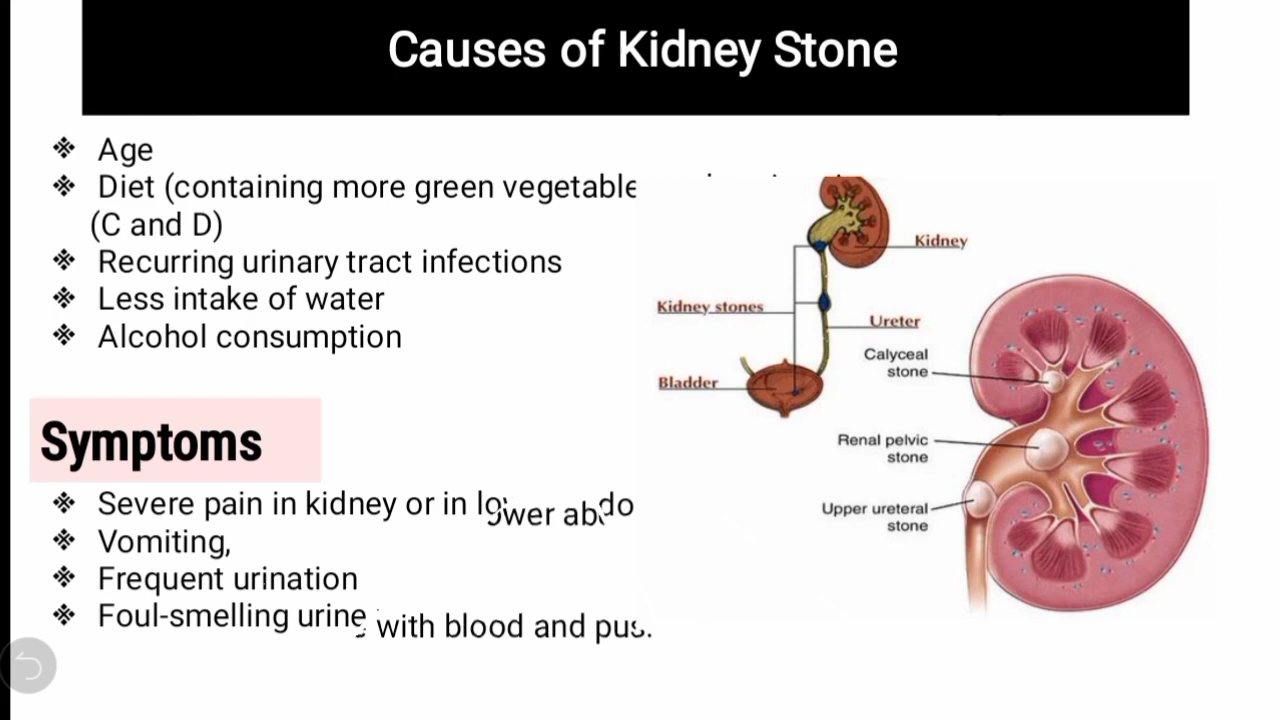 Causes of Kidney Stone
❖ Age
❖ Diet (containing more green vegetable
(C and D)
❖ Recurring urinary tract infections
❖ Less intake of water
❖ Alcohol consumption
Symptoms
❖ Severe pain in kidney or in lower abdo
❖ Vomiting,
❖ Frequent urination
❖ Foul-smelling urine with blood and pus.
Kidney
Kidney stones
Ureter
Bladder
Calyceal
stone
Renal pelvic
stone
Upper ureteral
stone